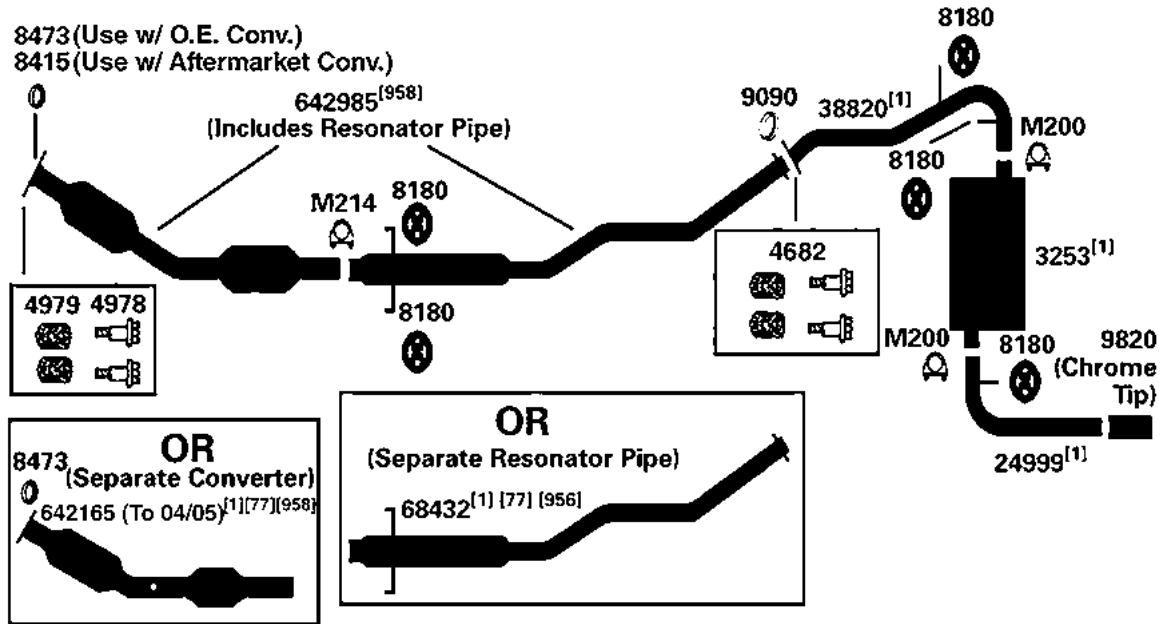 8180
8473 (Use w/ O.E. Conv.)
8415 (Use w/ Aftermarket Conv.)
642985[958]
(Includes Resonator Pipe)
9090
38820[1]
M200
8180
M214
8180
3253[1]
4682
8180
4979 4978
M200
8180
9820
(Chrome
Tip)
24999[1]
OR
8473
(Separate Converter)
642165 (To 04/05)[1][77][958]
OR
(Separate Resonator Pipe)
68432[1] [77] [956]